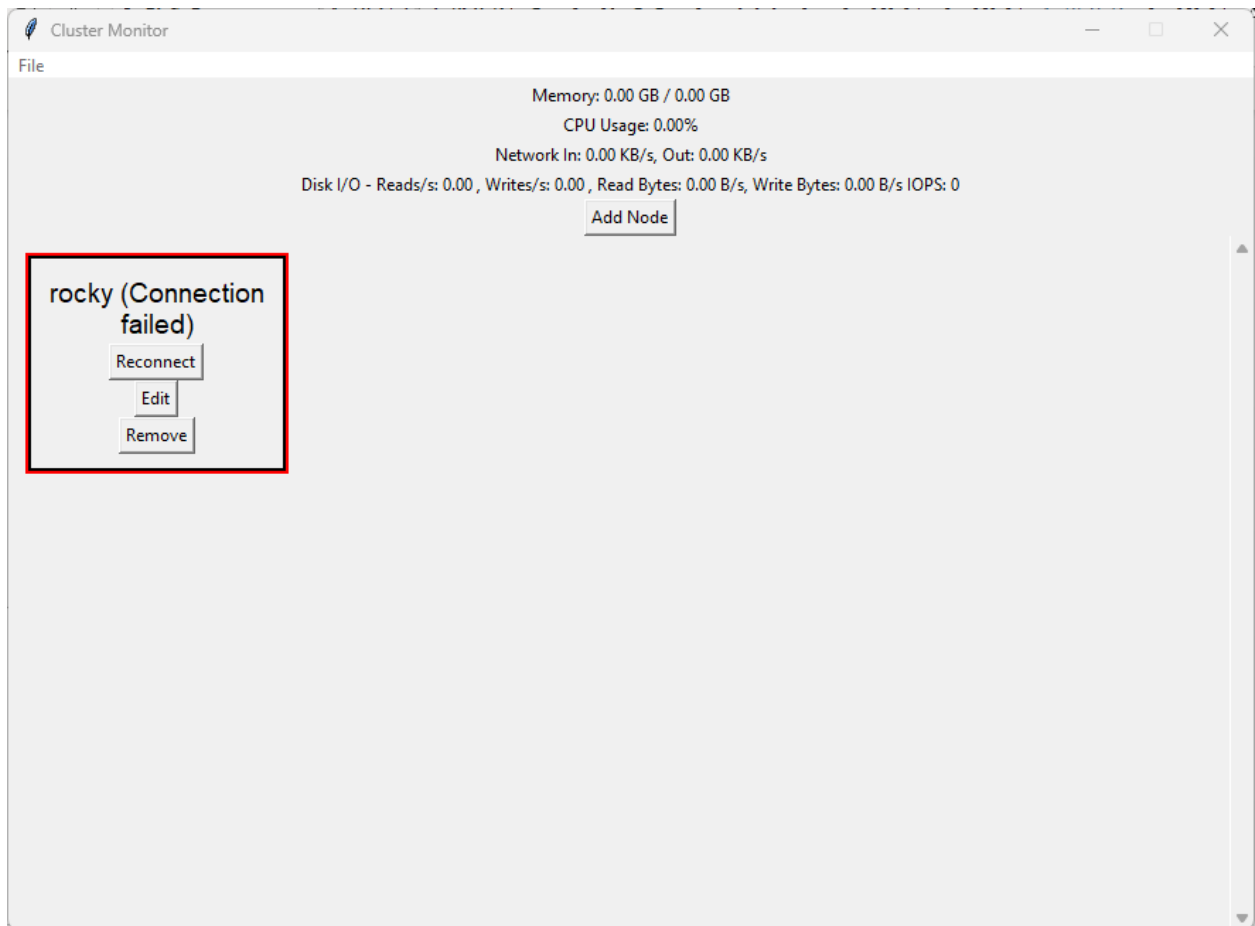 Cluster Monitor
File
Memory: 0.00 GB / 0.00 GB
CPU Usage: 0.00%
Network In: 0.00 KB/s, Out: 0.00 KB/s
Disk I/O - Reads/s: 0.00 , Writes/s: 0.00 , Read Bytes: 0.00 B/s, Write Bytes: 0.00 B/s IOPS: 0
Add Node
rocky (Connection
failed)
Reconnect
Edit
Remove